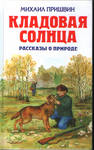 МИХАИЛ ПРИШВИН
КЛАДОВАЯ
СОЛНЦА
РАССКАЗЫ О ПРИРОДЕ